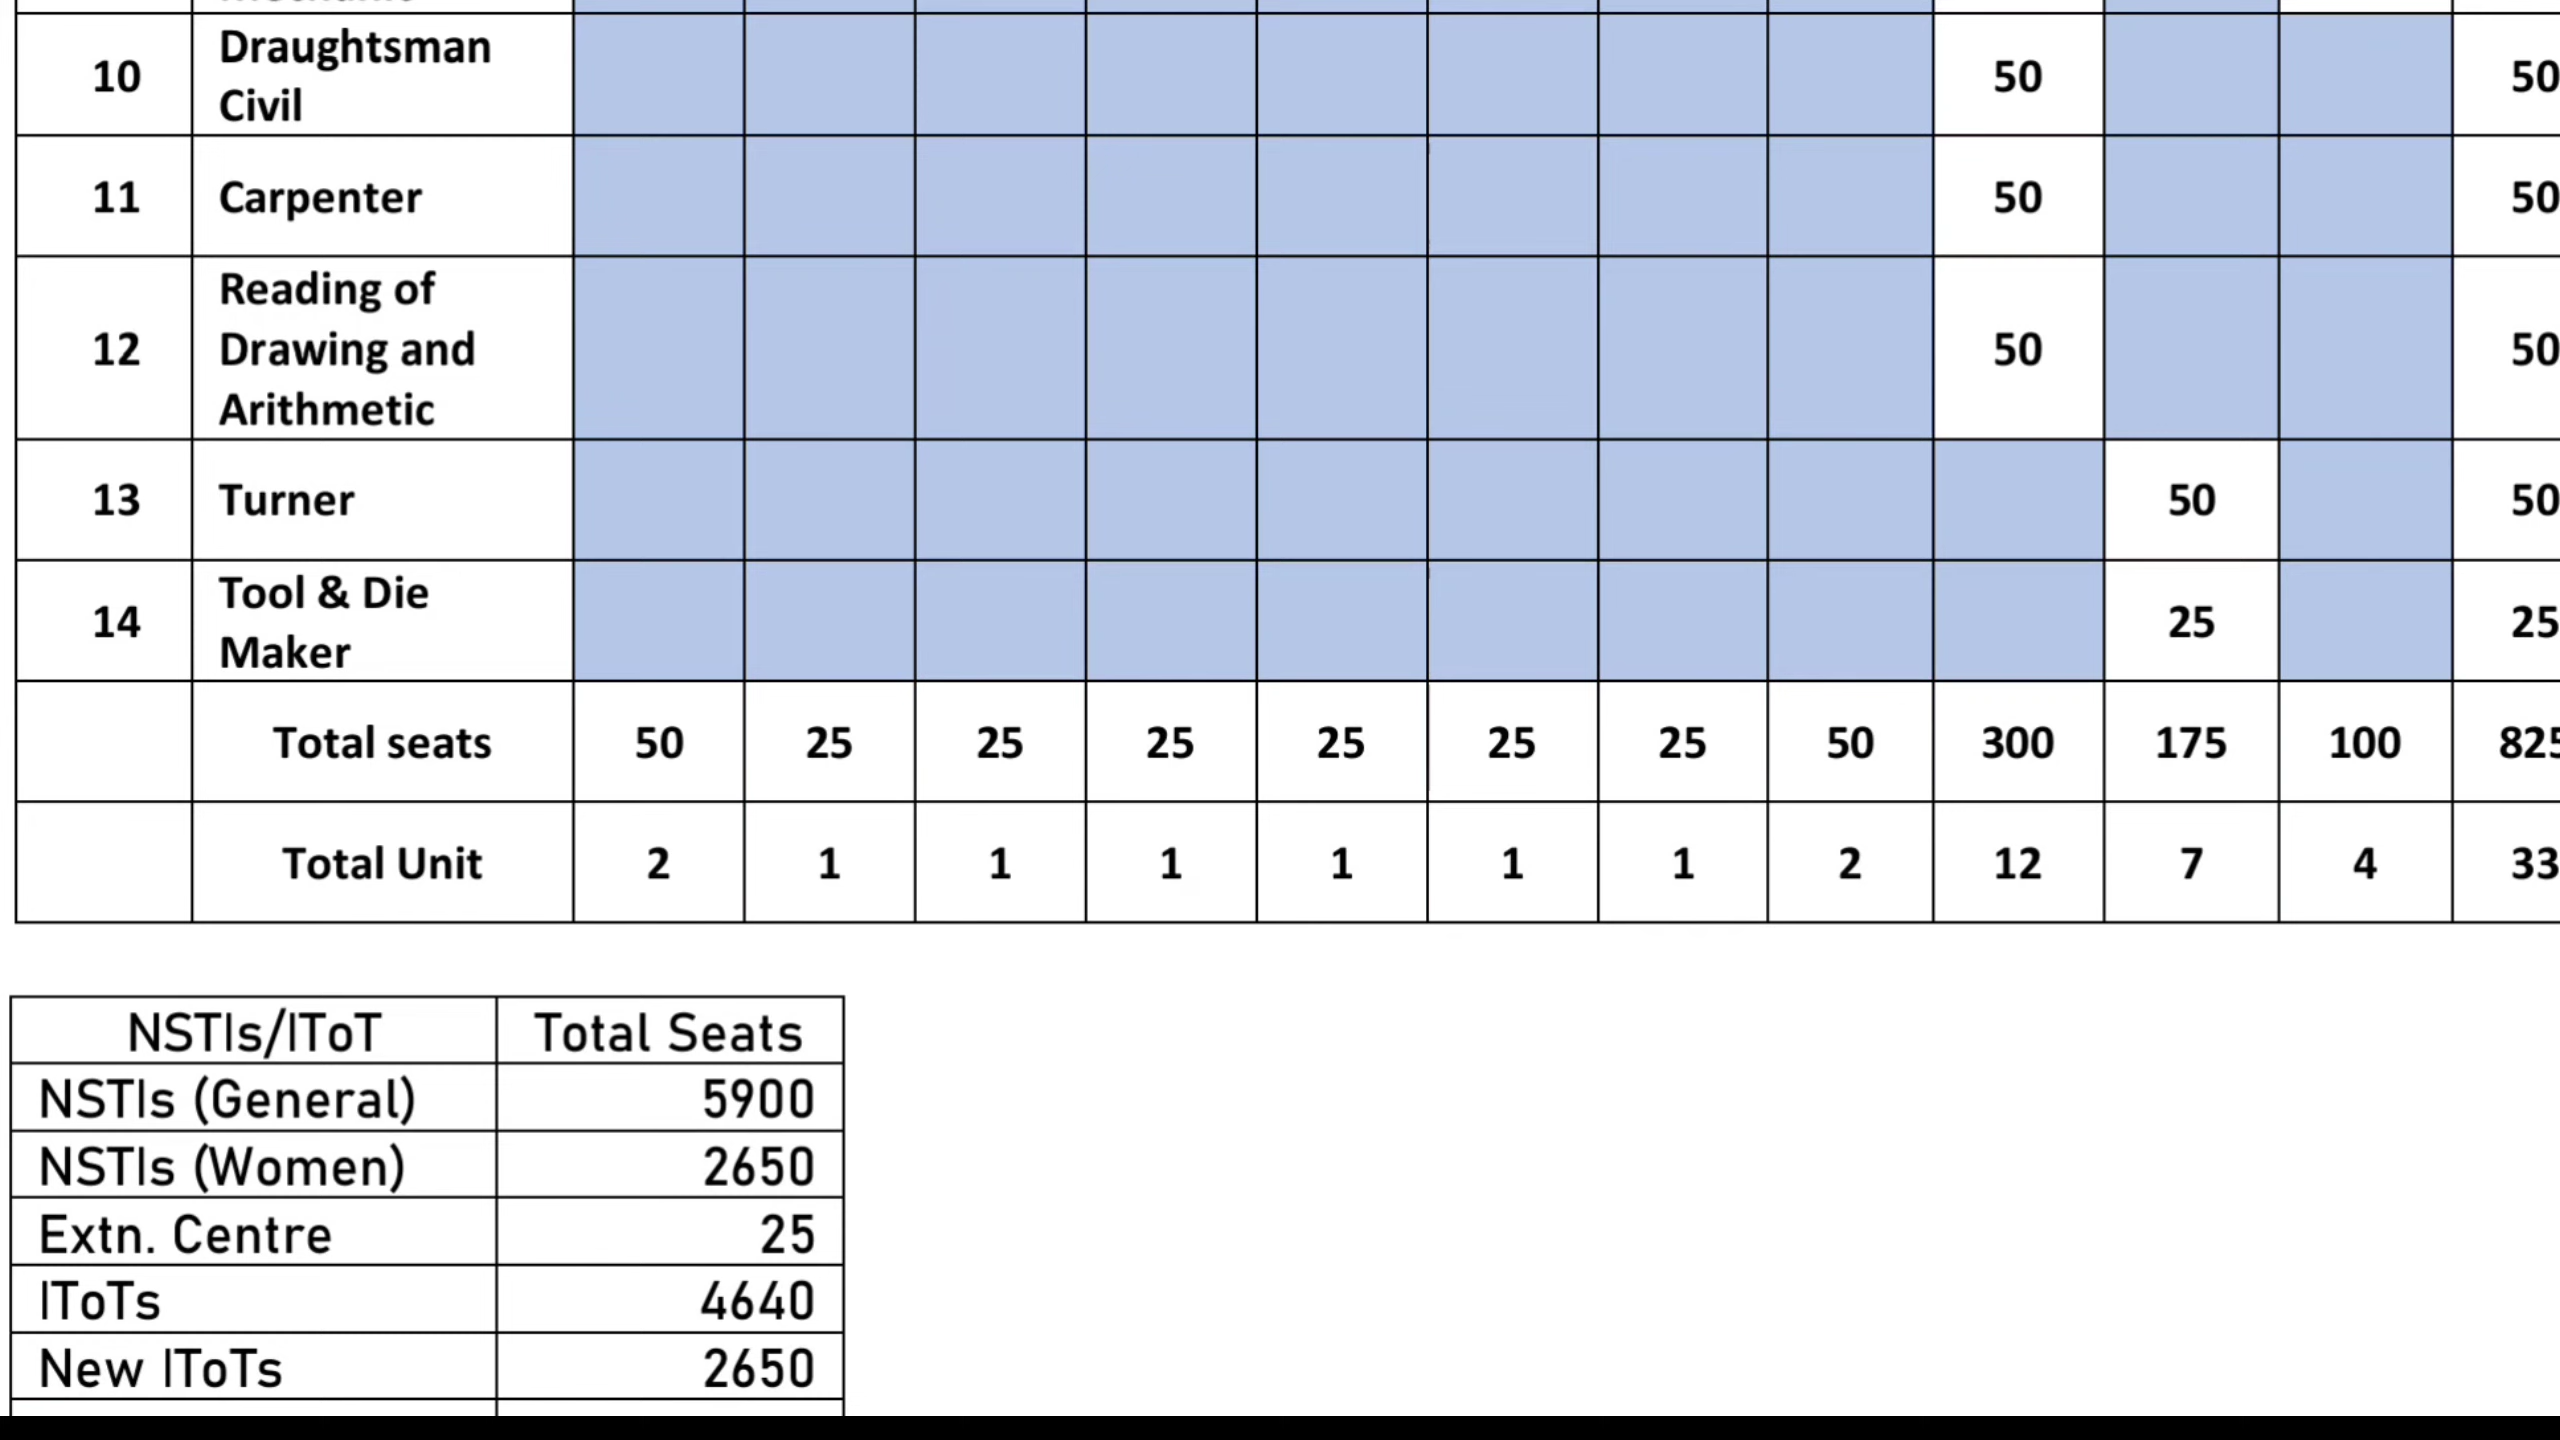 10 Draughtsman Civil 50 50
11 Carpenter 50 50
12 Reading of Drawing and Arithmetic 50 50
13 Turner 50 50
14 Tool & Die Maker 25 25
Total seats 50 25 25 25 25 25 25 50 300 175 100 825
Total Unit 2 1 1 1 1 1 1 2 12 7 4 33
NSTIs/IToT Total Seats
NSTIs (General) 5900
NSTIs (Women) 2650
Extn. Centre 25
IToTs 4640
New IToTs 2650